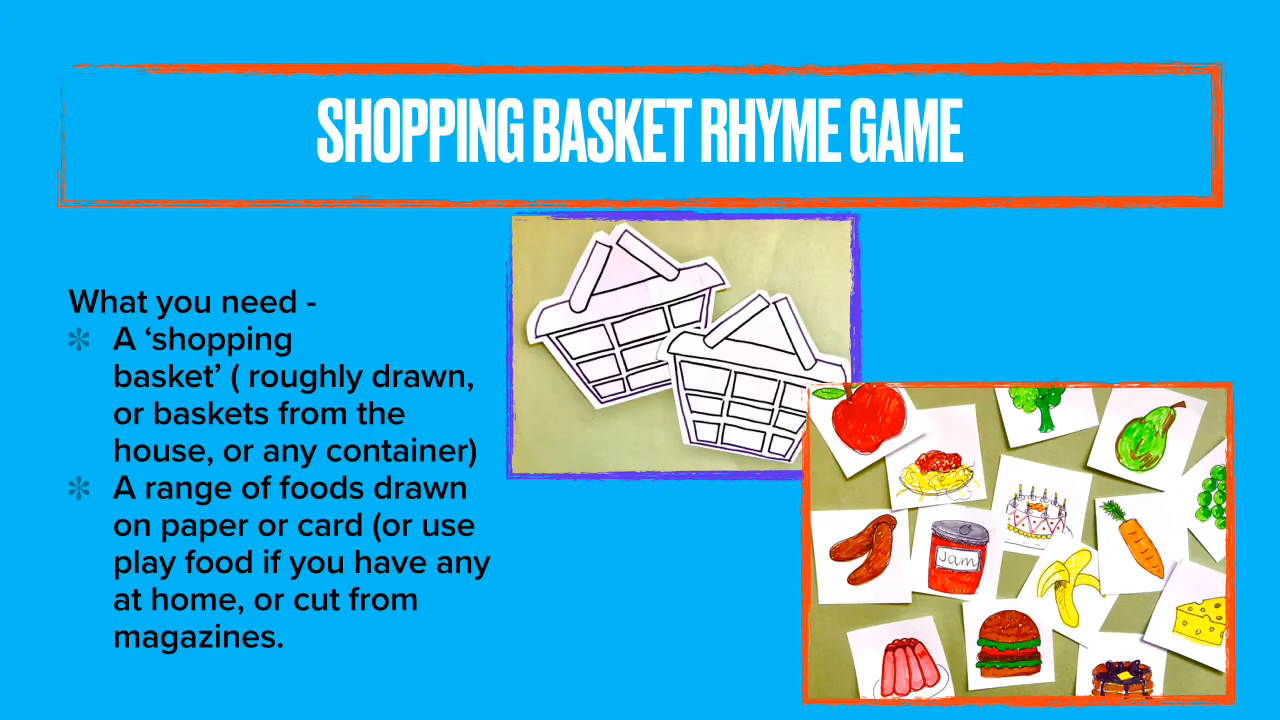 SHOPPING BASKET RHYME GAME
What you need -
A ‘shopping
basket’ ( roughly drawn,
or baskets from the
house, or any container)
A range of foods drawn
on paper or card (or use
play food if you have any
at home, or cut from
magazines.
Jam